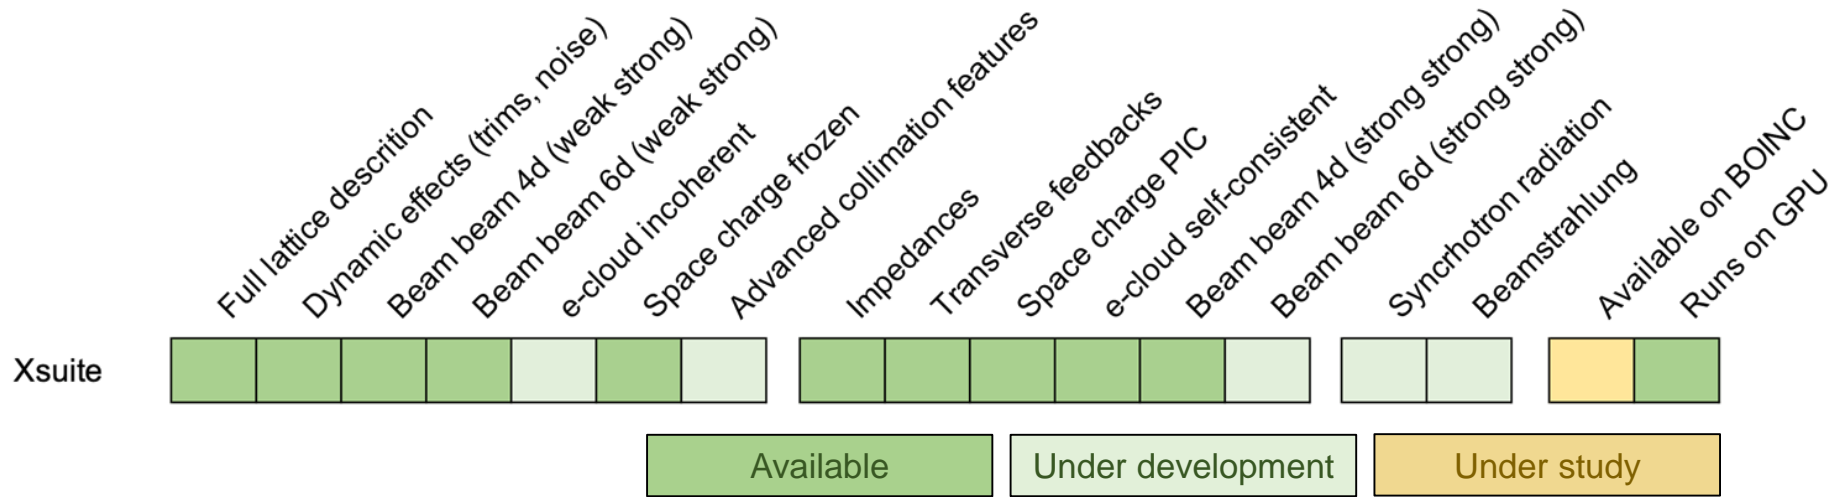 Full lattice descrition
Dynamic effects (trims, noise)
Beam beam 4d (weak strong)
Beam beam 6d (weak strong)
e-cloud incoherent
Space charge frozen
Advanced collimation features
Impedances
Transverse feedbacks
Space charge PIC
e-cloud self-consistent
Beam beam 4d (strong strong)
Beam beam 6d (strong strong)
Syncrhotron radiation
Beamstrahlung
Available on BOINC
Runs on GPU
Xsuite
Available
Under development
Under study